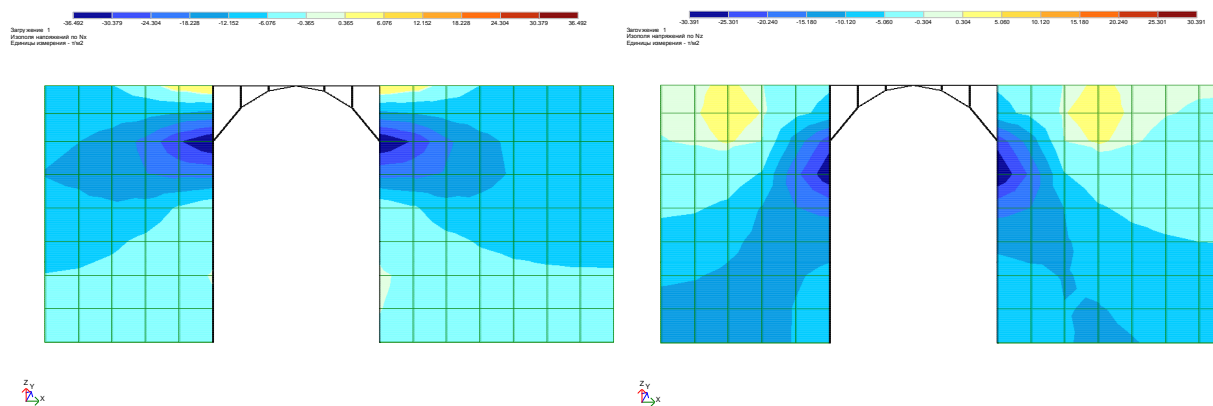 -36.492 -30.379 -24.304 -18.228 -12.152 -6.076 -0.365 0.365 6.076 12.152 18.228 24.304 30.379 36.492
Загружение 1
Изополя напряжений по Nx
Единицы измерения - т/м2
Z Y
X
-30.391 -25.301 -20.240 -15.180 -10.120 -5.060 -0.304 0.304 5.060 10.120 15.180 20.240 25.301 30.391
Загружение 1
Изополя напряжений по Nz
Единицы измерения - т/м2
Z Y
X